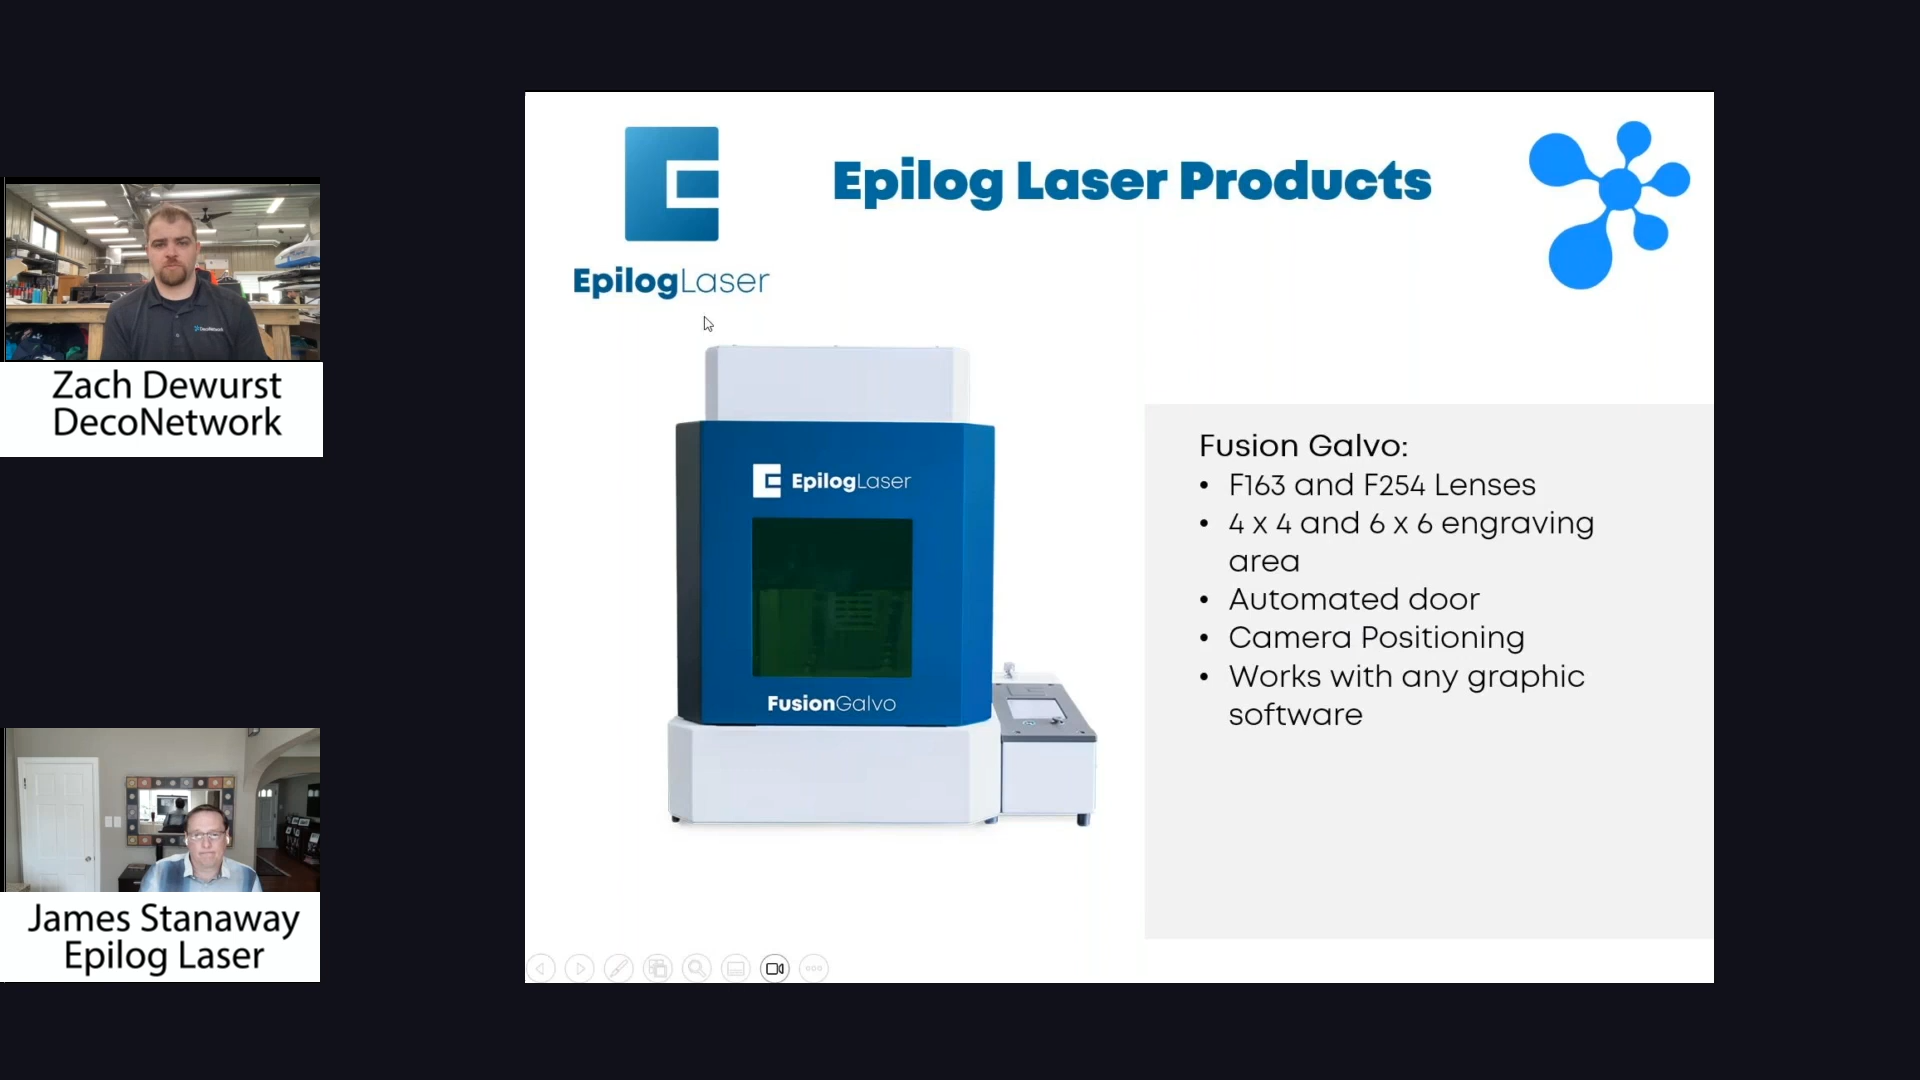 Zach Dewurst
DecoNetwork
James Stanaway
Epilog Laser
EpilogLaser
Epilog Laser Products
EpilogLaser
FusionGalvo
Fusion Galvo:
• F163 and F254 Lenses
• 4 x 4 and 6 x 6 engraving
area
• Automated door
• Camera Positioning
• Works with any graphic
software
DecoNetwork